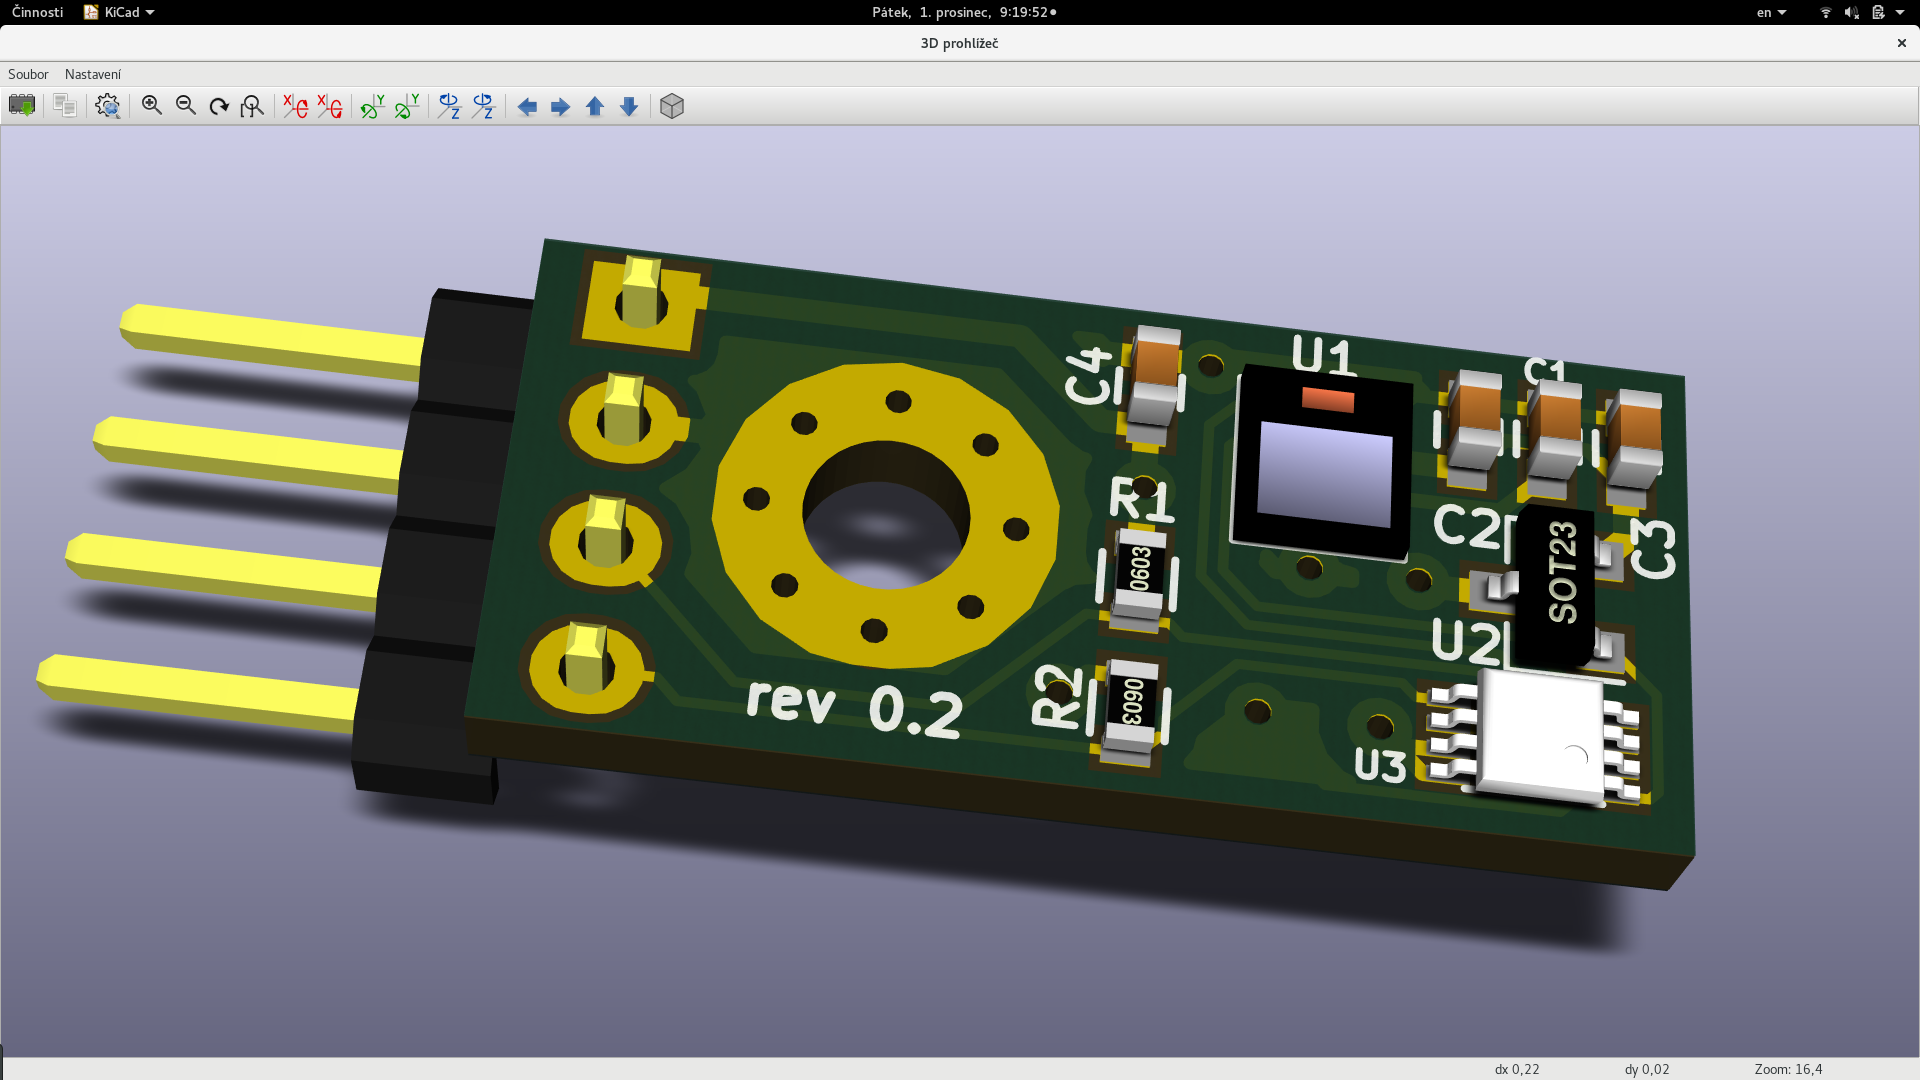 Činnosti KiCad Pátek, 1. prosinec, 9:19:52 en
3D prohlížeč
Soubor Nastavení
X X Y Y Z Z
U1
C1
C4
R1
C2
C3
0603
SOT23
U2
R2
0603
rev 0.2
U3
dx 0,22 dy 0,02 Zoom: 16,4